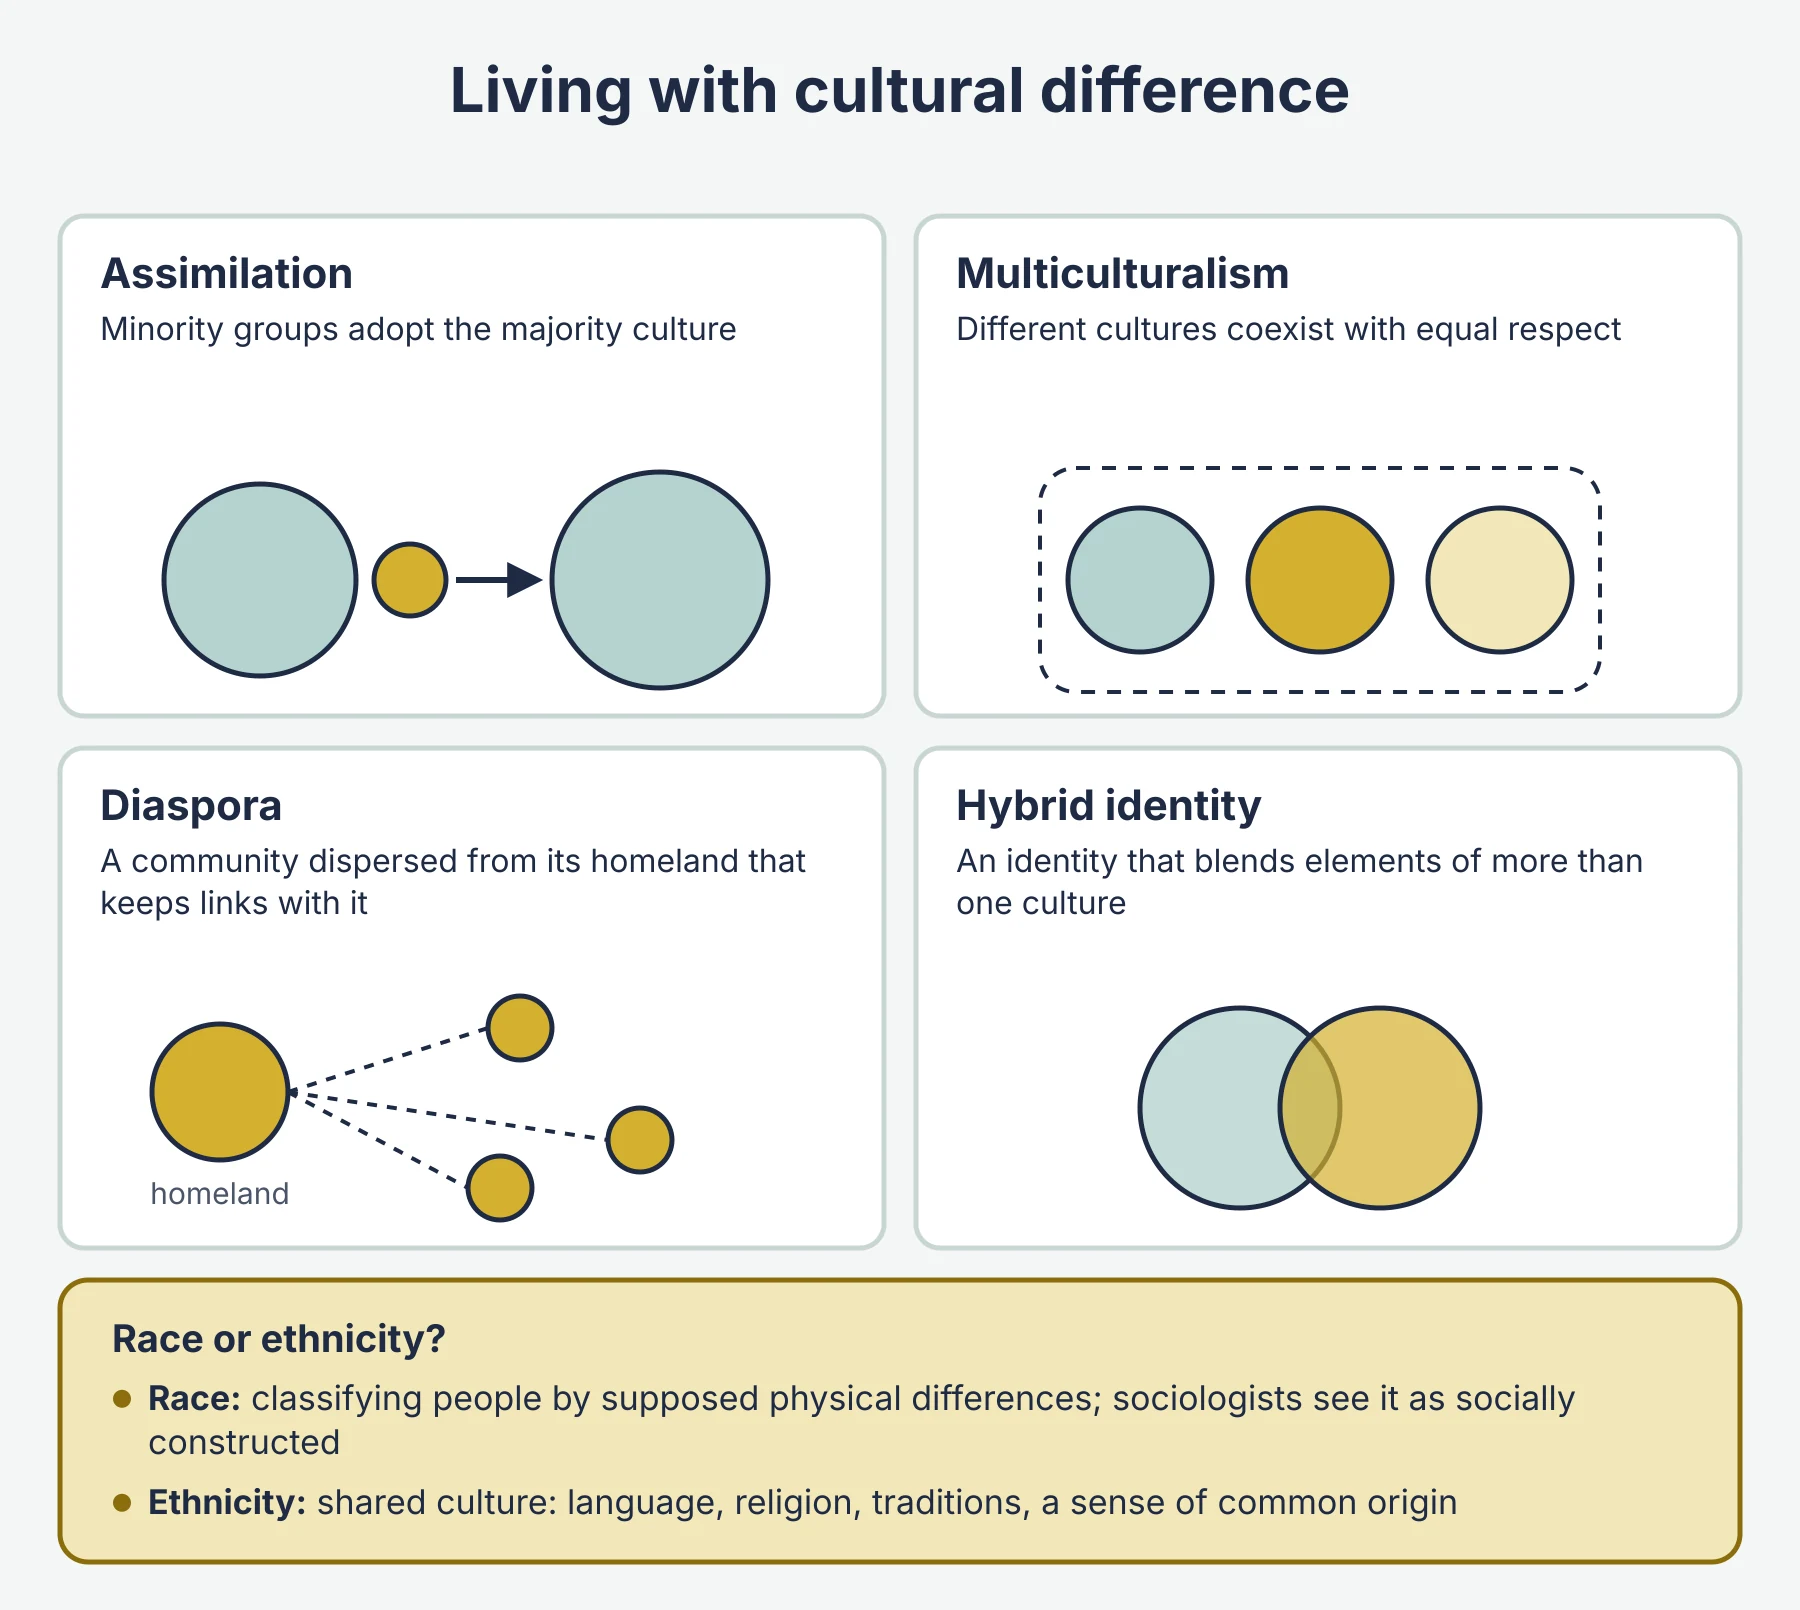 Living with cultural difference
Assimilation
Minority groups adopt the majority culture
Multiculturalism
Different cultures coexist with equal respect
Diaspora
A community dispersed from its homeland that
keeps links with it
homeland
Hybrid identity
An identity that blends elements of more than
one culture
Race or ethnicity?
Race: classifying people by supposed physical differences; sociologists see it as socially
constructed
Ethnicity: shared culture: language, religion, traditions, a sense of common origin